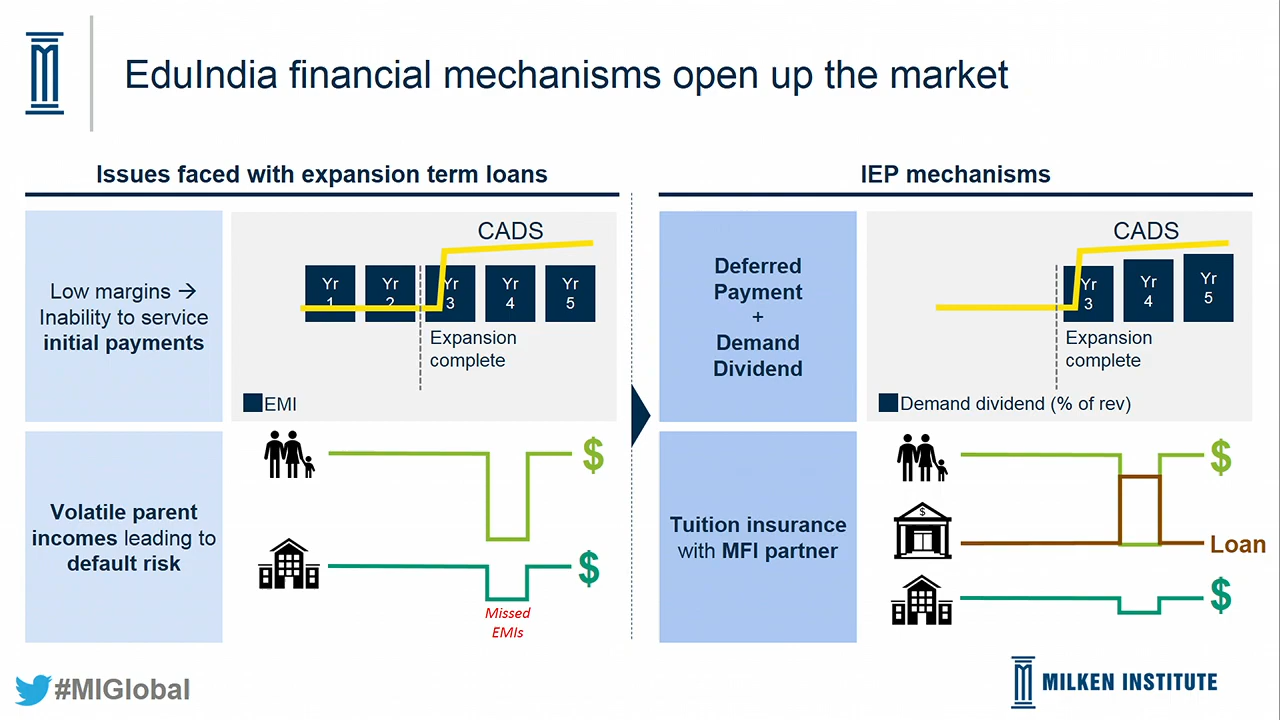 EduIndia financial mechanisms open up the market
Issues faced with expansion term loans
Low margins →
Inability to service
initial payments
CADS
Yr
1
Yr
2
Yr
3
Yr
4
Yr
5
Expansion
complete
EMI
Volatile parent
incomes leading to
default risk
$
$
Missed
EMIs
IEP mechanisms
Deferred
Payment
+
Demand
Dividend
CADS
Yr
3
Yr
4
Yr
5
Expansion
complete
Demand dividend (% of rev)
Tuition insurance
with MFI partner
$
$
Loan
$
#MIGlobal
MILKEN INSTITUTE